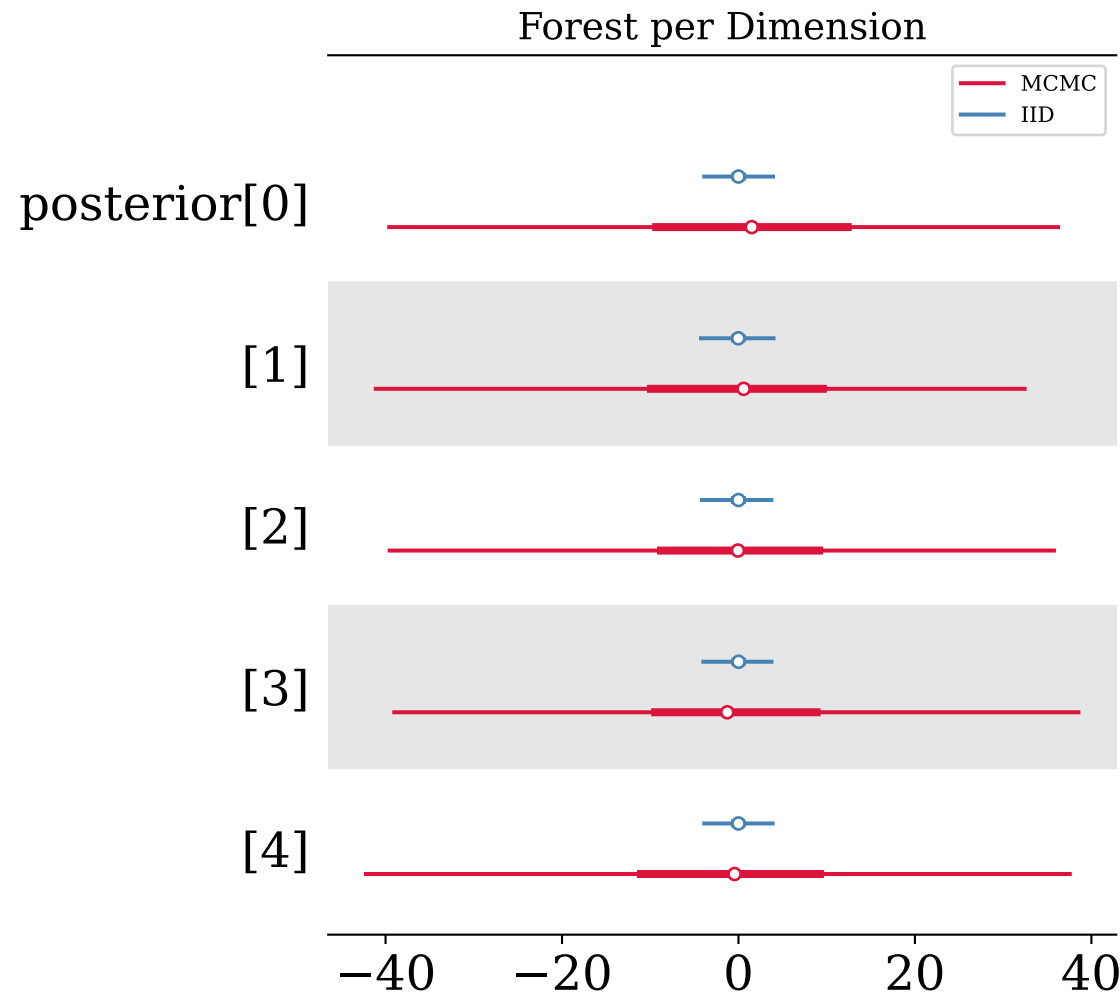 Forest per Dimension
MCMC
IID
posterior[0]
[1]
[2]
[3]
[4]
−40 −20 0 20 40